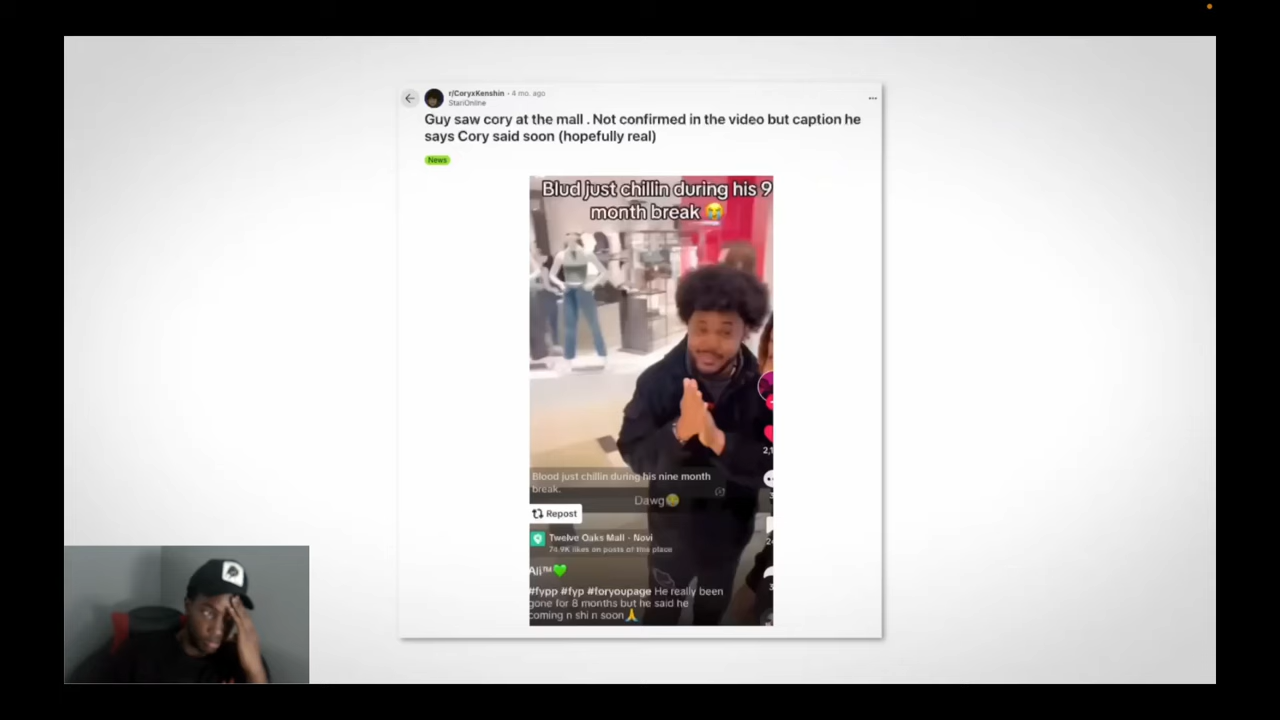 r/CoryxKenshin · 4 mo. ago
StariOnline
Guy saw cory at the mall . Not confirmed in the video but caption he
says Cory said soon (hopefully real)
News
Blud just chillin during his 9
month break 😭
Blood just chillin during his nine month
break.
Dawg
Repost
Twelve Oaks Mall - Novi
74.9K likes on posts of this place
Ali™💚
#fypp #fyp #foryoupage He really been
gone for 8 months but he said he
coming n shi n soon🙏